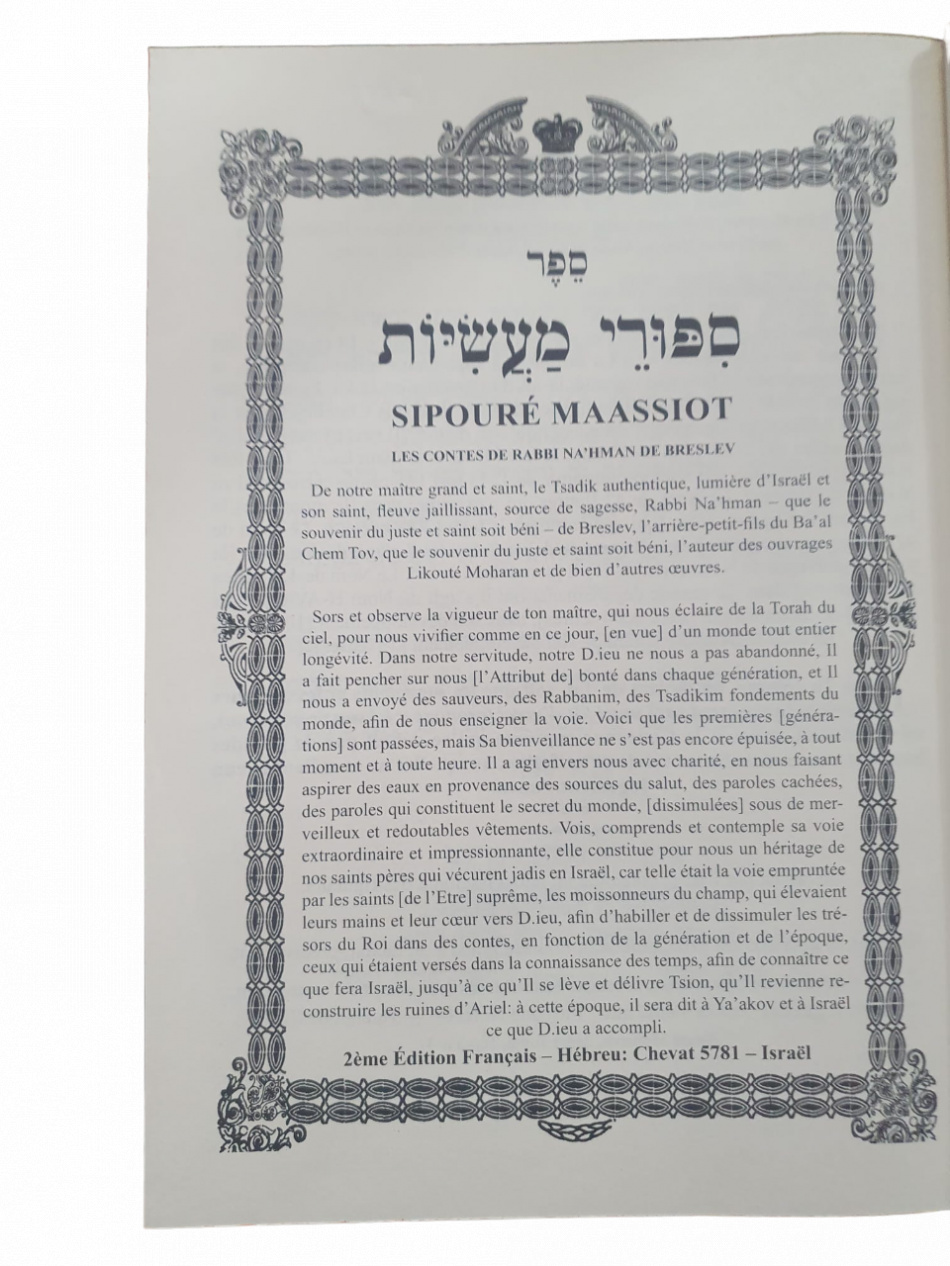 סֵפֶר
סִפּוּרֵי מַעֲשִׂיּוֹת
SIPOURÉ MAASSIOT
LES CONTES DE RABBI NA’HMAN DE BRESLEV
De notre maître grand et saint, le Tsadik authentique, lumière d’Israël et
son saint, fleuve jaillissant, source de sagesse, Rabbi Na’hman – que le
souvenir du juste et saint soit béni – de Breslev, l’arrière-petit-fils du Ba’al
Chem Tov, que le souvenir du juste et saint soit béni, l’auteur des ouvrages
Likouté Moharan et de bien d’autres œuvres.
Sors et observe la vigueur de ton maître, qui nous éclaire de la Torah du
ciel, pour nous vivifier comme en ce jour, [en vue] d’un monde tout entier
longévité. Dans notre servitude, notre D.ieu ne nous a pas abandonné, Il
a fait pencher sur nous [l’Attribut de] bonté dans chaque génération, et Il
nous a envoyé des sauveurs, des Rabbanim, des Tsadikim fondements du
monde, afin de nous enseigner la voie. Voici que les premières [généra-
tions] sont passées, mais Sa bienveillance ne s’est pas encore épuisée, à tout
moment et à toute heure. Il a agi envers nous avec charité, en nous faisant
aspirer des eaux en provenance des sources du salut, des paroles cachées,
des paroles qui constituent le secret du monde, [dissimulées] sous de mer-
veilleux et redoutables vêtements. Vois, comprends et contemple sa voie
extraordinaire et impressionnante, elle constitue pour nous un héritage de
nos saints pères qui vécurent jadis en Israël, car telle était la voie empruntée
par les saints [de l’Etre] suprême, les moissonneurs du champ, qui élevaient
leurs mains et leur cœur vers D.ieu, afin d’habiller et de dissimuler les tré-
sors du Roi dans des contes, en fonction de la génération et de l’époque,
ceux qui étaient versés dans la connaissance des temps, afin de connaître ce
que fera Israël, jusqu’à ce qu’Il se lève et délivre Tsion, qu’Il revienne re-
construire les ruines d’Ariel: à cette époque, il sera dit à Ya’akov et à Israël
ce que D.ieu a accompli.
2ème Édition Français – Hébreu: Chevat 5781 – Israël